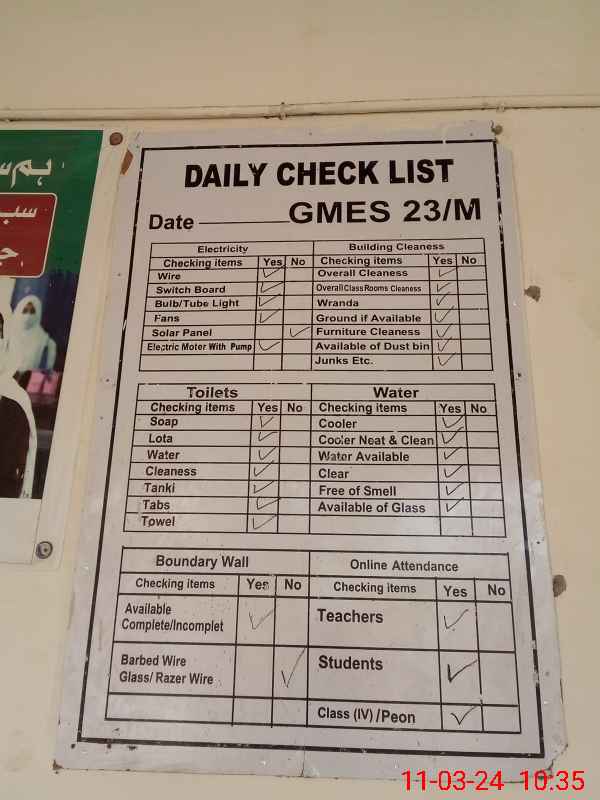 DAILY CHECK LIST
Date ____________ GMES 23/M
Electricity
Checking items Yes No
Wire ✓
Switch Board ✓
Bulb/Tube Light ✓
Fans ✓
Solar Panel ✓
Electric Moter With Pump ✓
Building Cleaness
Checking items Yes No
Overall Cleaness ✓
Overall Class Rooms Cleaness ✓
Wranda ✓
Ground if Available ✓
Furniture Cleaness ✓
Available of Dust bin ✓
Junks Etc. ✓
Toilets
Checking items Yes No
Soap ✓
Lota ✓
Water ✓
Cleaness ✓
Tanki ✓
Tabs ✓
Towel ✓
Water
Checking items Yes No
Cooler ✓
Cooler Neat & Clean ✓
Water Available ✓
Clear ✓
Free of Smell ✓
Available of Glass ✓
Boundary Wall
Checking items Yes No
Available
Complete/Incomplet ✓
Barbed Wire
Glass/ Razer Wire ✓
Online Attendance
Checking items Yes No
Teachers ✓
Students ✓
Class (IV) /Peon ✓
ہم
سب
11-03-24 10:35